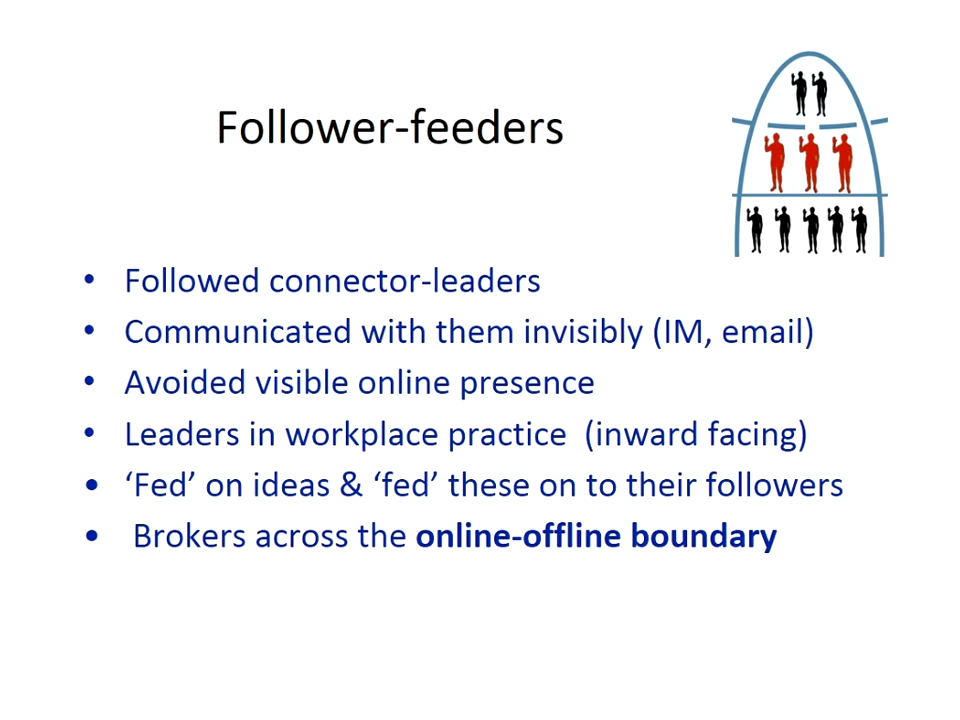 Follower-feeders
• Followed connector-leaders
• Communicated with them invisibly (IM, email)
• Avoided visible online presence
• Leaders in workplace practice  (inward facing)
• ‘Fed’ on ideas & ‘fed’ these on to their followers
• Brokers across the online-offline boundary